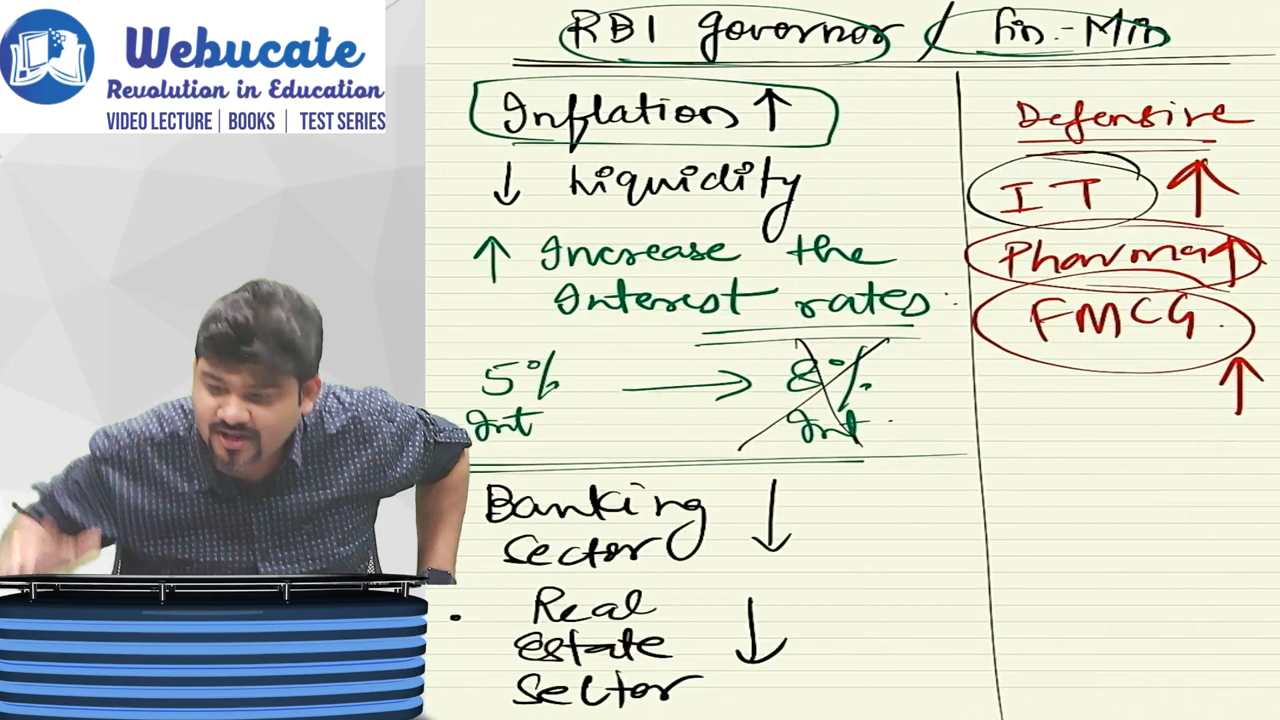 Webucate
Revolution in Education
VIDEO LECTURE | BOOKS | TEST SERIES
RBI governor / fin.-Min
Inflation ↑
↓ Liquidity
↑ Increase the
Interest rates
5% → 8%
Int Int
Banking ↓
Sector
Real
Estate ↓
Sector
Defensive
IT ↑
Pharma ↑
FMCG
↑